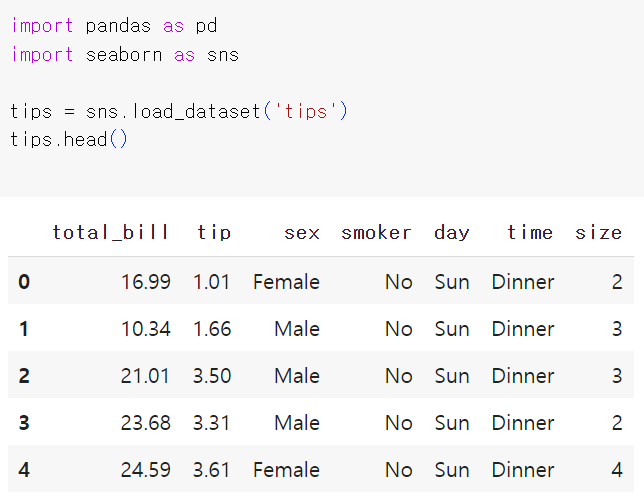 import pandas as pd
import seaborn as sns
tips = sns.load_dataset('tips')
tips.head()
total_bill tip sex smoker day time size
0 16.99 1.01 Female No Sun Dinner 2
1 10.34 1.66 Male No Sun Dinner 3
2 21.01 3.50 Male No Sun Dinner 3
3 23.68 3.31 Male No Sun Dinner 2
4 24.59 3.61 Female No Sun Dinner 4